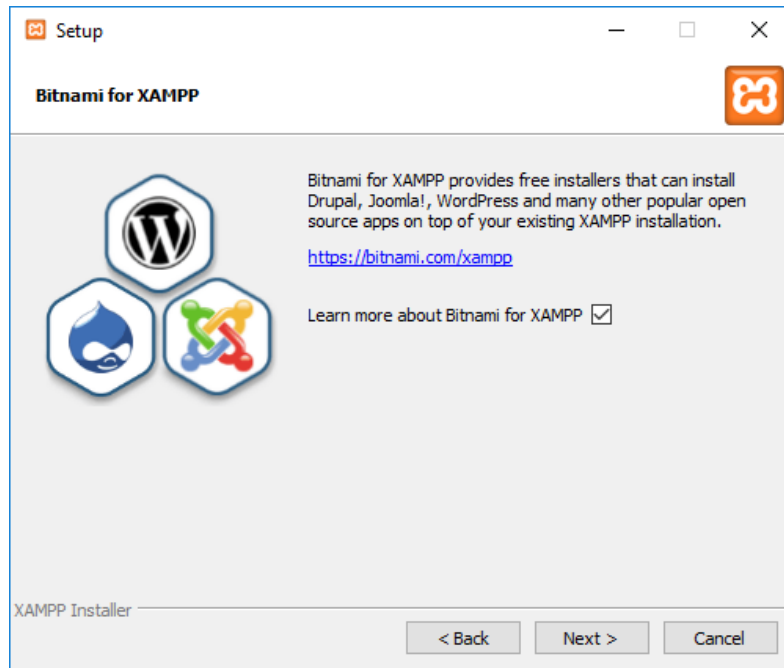 Setup
Bitnami for XAMPP
Bitnami for XAMPP provides free installers that can install
Drupal, Joomla!, WordPress and many other popular open
source apps on top of your existing XAMPP installation.
https://bitnami.com/xampp
Learn more about Bitnami for XAMPP
XAMPP Installer
< Back
Next >
Cancel